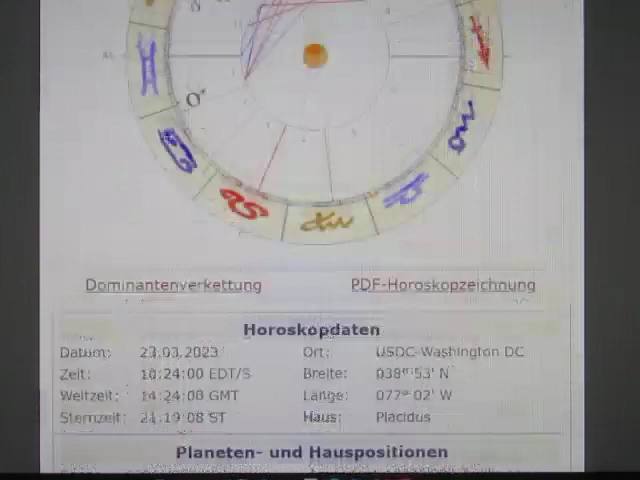 Dominantenverkettung PDF-Horoskopzeichnung
Horoskopdaten
Datum: 23.03.2023 Ort: USDC-Washington DC
Zeit: 10:24:00 EDT/S Breite: 038° 53' N
Weltzeit: 14:24:08 GMT Länge: 077° 02' W
Sternzeit: 21:19:08 ST Haus: Placidus
Planeten- und Hauspositionen